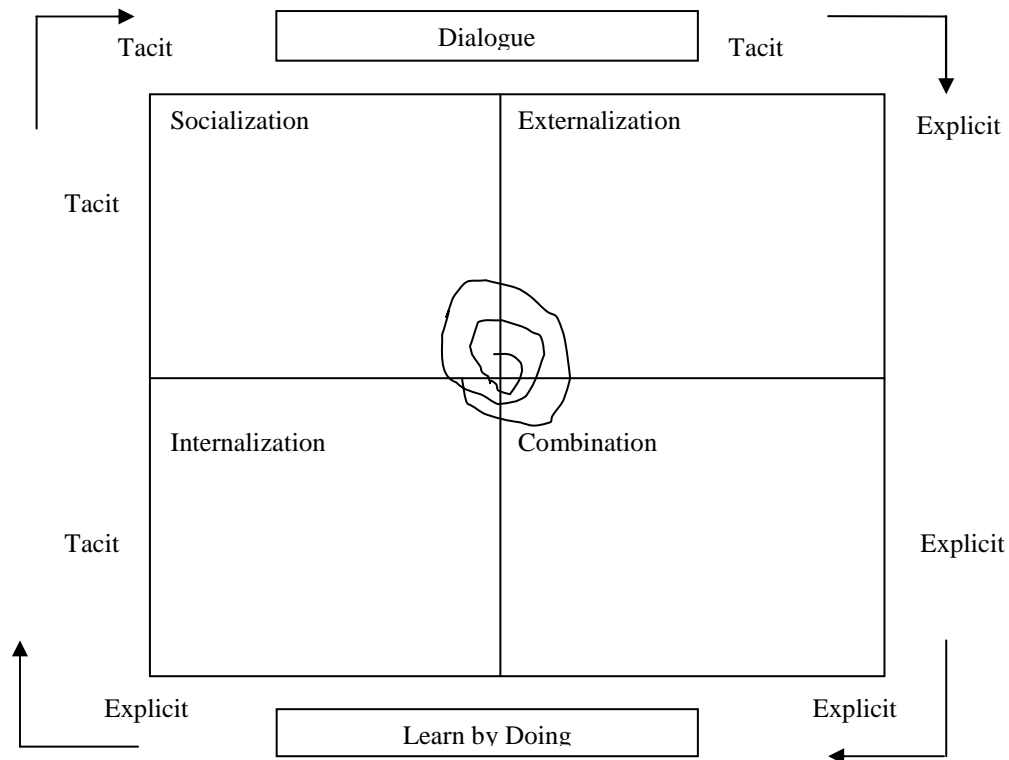 Dialogue
Tacit
Tacit
Socialization
Externalization
Explicit
Tacit
Internalization
Combination
Tacit
Explicit
Explicit
Explicit
Learn by Doing